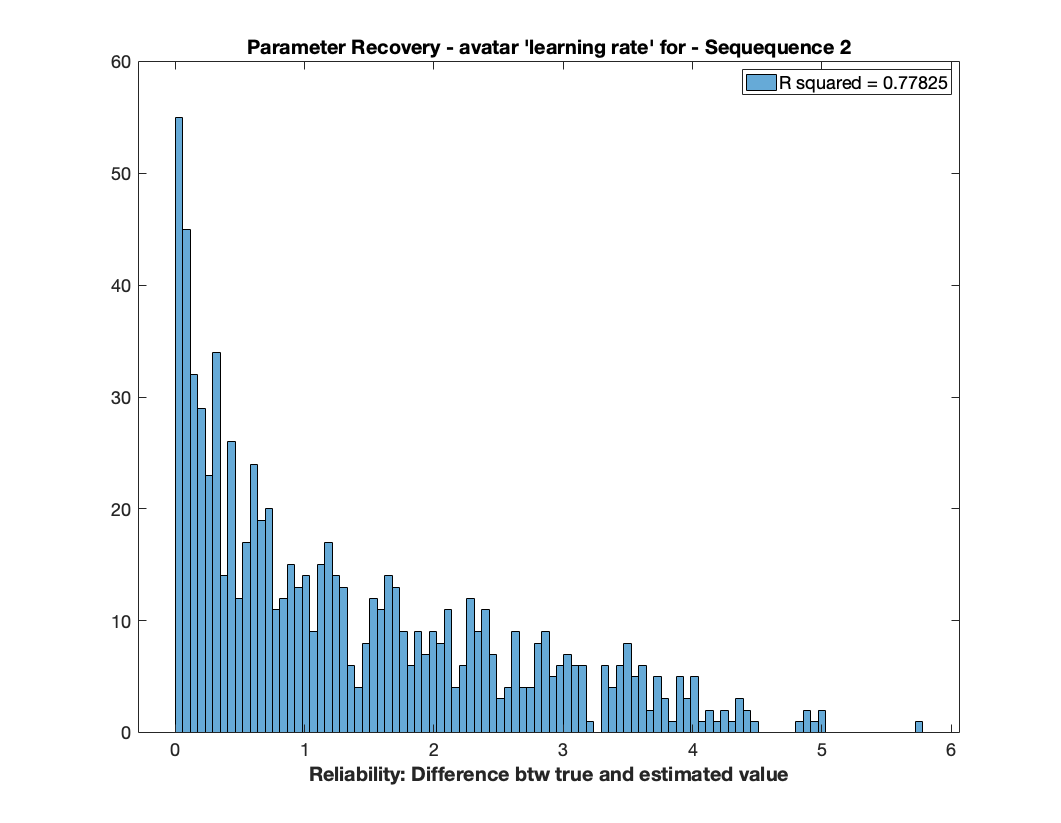 Parameter Recovery - avatar 'learning rate' for - Sequequence 2
R squared = 0.77825
60
50
40
30
20
10
0
0 1 2 3 4 5 6
Reliability: Difference btw true and estimated value